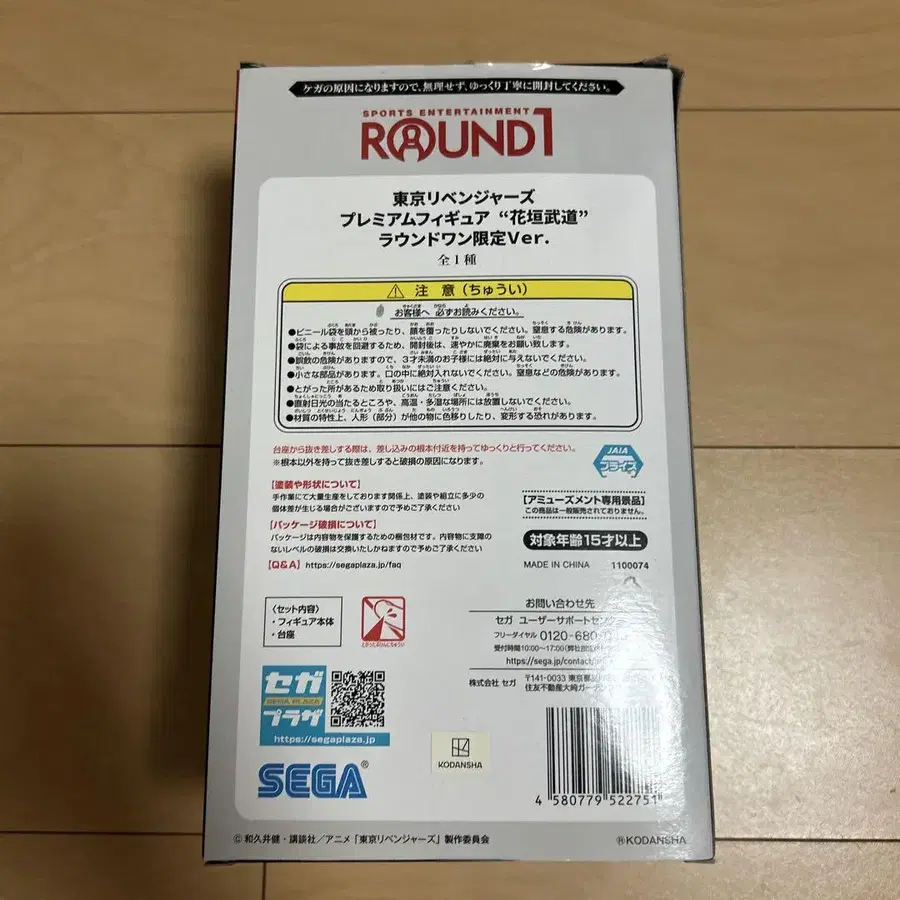 ケガの原因になりますので、無理せず、ゆっくり丁寧に開封してください。
SPORTS ENTERTAINMENT
ROUND1
東京リベンジャーズ
プレミアムフィギュア “花垣武道”
ラウンドワン限定Ver.
全1種
注 意（ちゅうい）
お客様へ 必ずお読みください。
●ビニール袋を頭から被ったり、顔を覆ったりしないでください。窒息する危険があります。
●袋による事故を回避するため、開封後は、速やかに廃棄をお願い致します。
●誤飲の危険がありますので、3才未満のお子様には絶対に与えないでください。
●小さな部品があります。口の中に絶対入れないでください。窒息などの危険があります。
●とがった所があるため取り扱いにはご注意ください。
●直射日光の当たるところや、高温・多湿な場所には放置しないでください。
●材質の特性上、人形（部分）が他の物に色移りしたり、変形する恐れがあります。
台座から抜き差しする際は、差し込みの根本付近を持ってゆっくりと行ってください。
※根本以外を持って抜き差しすると破損の原因になります。
JAIA
プライズ
【塗装や形状について】
手作業にて大量生産をしております関係上、塗装や組立に多少の
個体差が生じる場合がございますので予めご了承ください
【アミューズメント専用景品】
この商品は一般販売されておりません。
【パッケージ破損について】
パッケージは内容物を保護するための梱包材です。内容物に支障の
ないレベルの破損は交換いたしかねますので予めご了承ください
対象年齢15才以上
【Q&A】https://segaplaza.jp/faq
MADE IN CHINA 1100074
〈セット内容〉
・フィギュア本体
・台座
お問い合わせ先
セガ ユーザーサポートセン
フリーダイヤル 0120-680-
受付時間10:00~17:00
https://sega.jp/contact
株式会社 セガ 〒141-0033 東京都
住友不動産大崎ガーデン
セガ
SEGA PLAZA
プラザ
https://segaplaza.jp
SEGA®
KODANSHA
4 580779 522751
© 和久井健・講談社／アニメ「東京リベンジャーズ」製作委員会
®KODANSHA